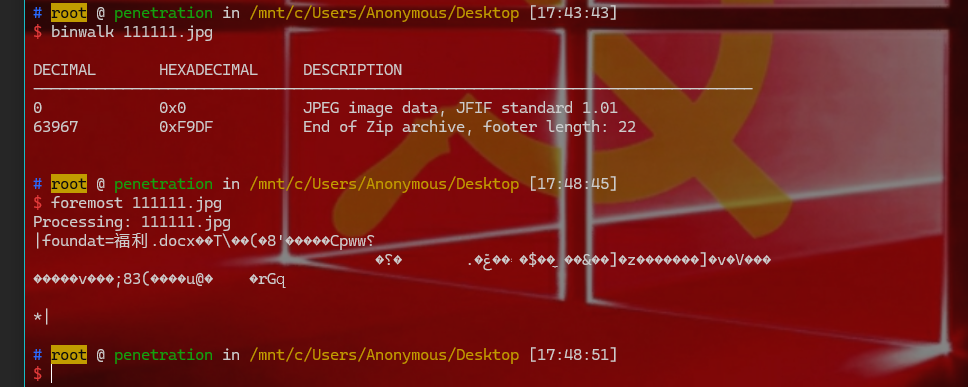 # root @ penetration in /mnt/c/Users/Anonymous/Desktop [17:43:43]
$ binwalk 111111.jpg
DECIMAL HEXADECIMAL DESCRIPTION
--------------------------------------------------------------------------------
0 0x0 JPEG image data, JFIF standard 1.01
63967 0xF9DF End of Zip archive, footer length: 22
# root @ penetration in /mnt/c/Users/Anonymous/Desktop [17:48:45]
$ foremost 111111.jpg
Processing: 111111.jpg
|foundat=福利.docx��T\��(�8'�����Cpww؟
�؟� .�څ��
�����v���;83(����u@� �rGq
*|
# root @ penetration in /mnt/c/Users/Anonymous/Desktop [17:48:51]
$